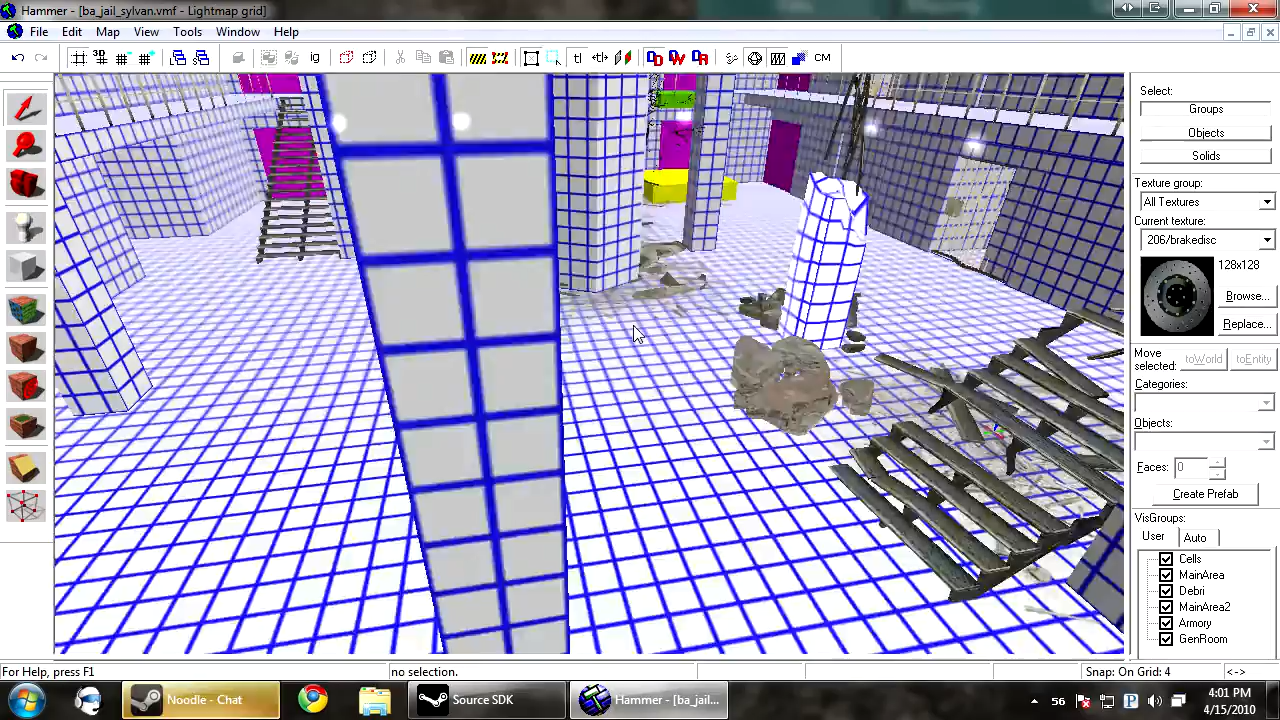 Hammer - [ba_jail_sylvan.vmf - Lightmap grid]
File Edit Map View Tools Window Help
3D
ig
tl
CM
Select:
Groups
Objects
Solids
Texture group:
All Textures
Current texture:
206/brakedisc
128x128
Browse...
Replace...
Move selected:
toWorld
toEntity
Categories:
Objects:
Faces:
0
Create Prefab
VisGroups:
User
Auto
Cells
MainArea
Debri
MainArea2
Armory
GenRoom
For Help, press F1
no selection.
Snap: On Grid: 4
<->
Noodle - Chat
Source SDK
Hammer - [ba_jail...
56
4:01 PM
4/15/2010